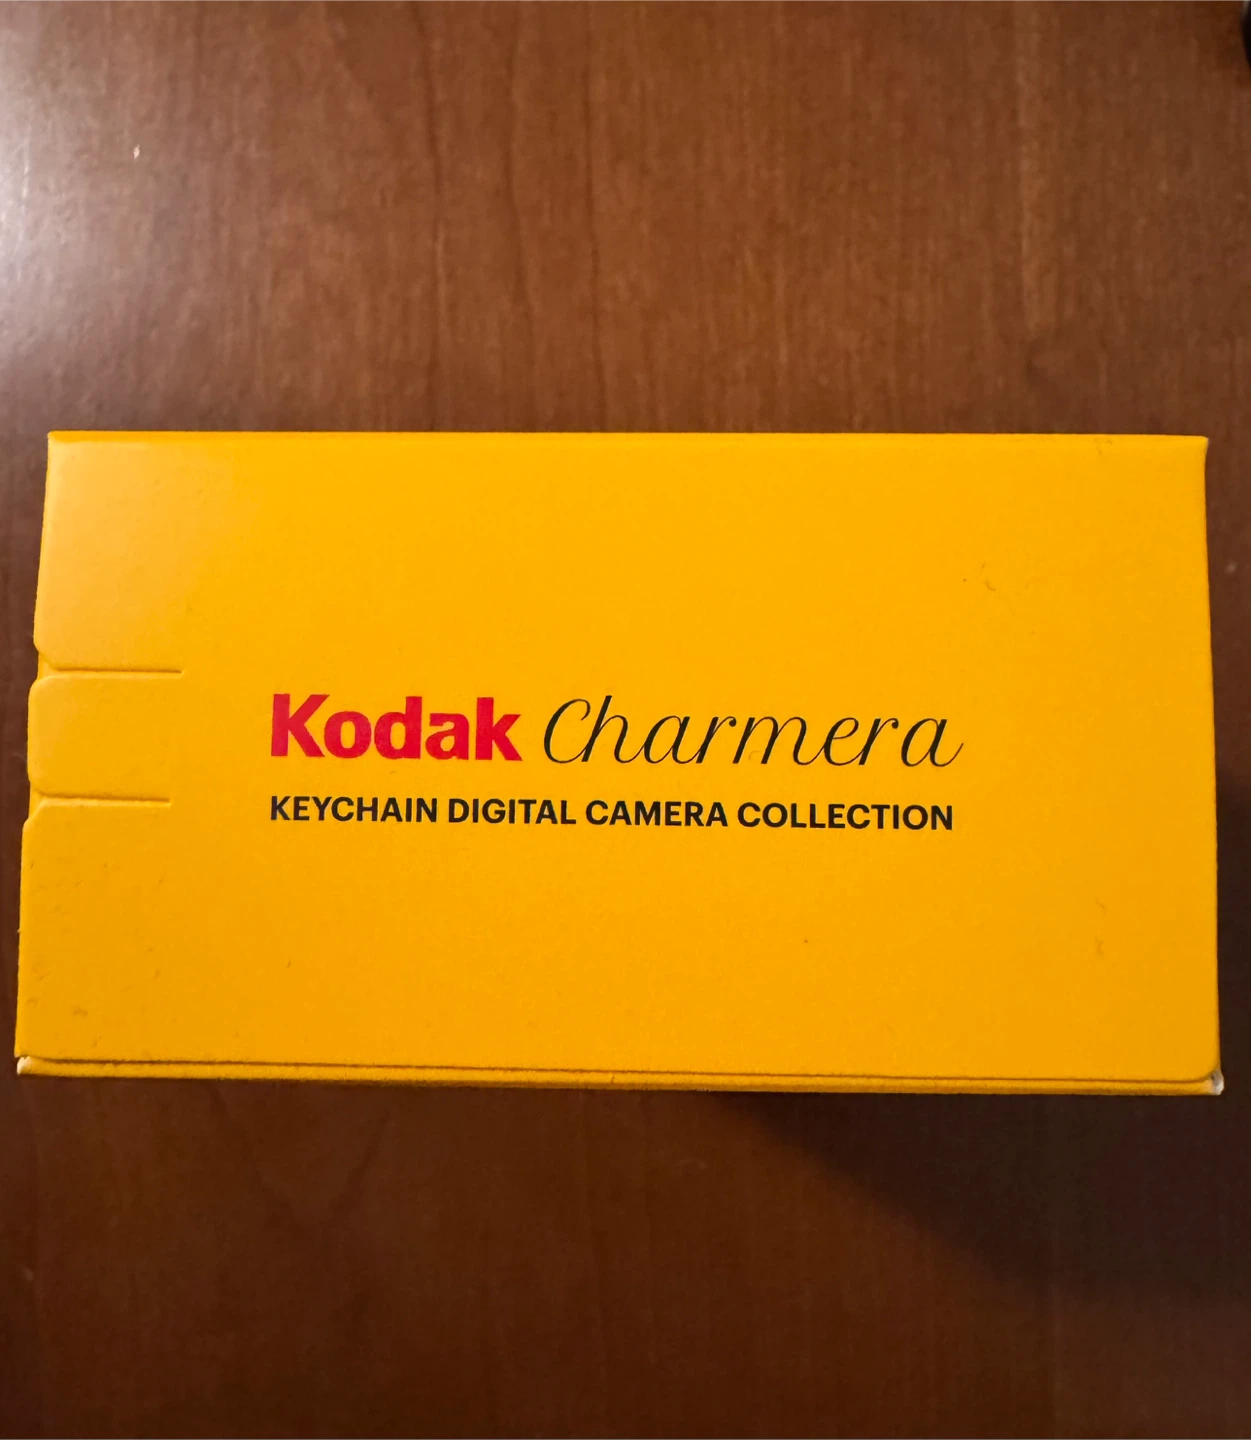 Kodak Charmera
KEYCHAIN DIGITAL CAMERA COLLECTION